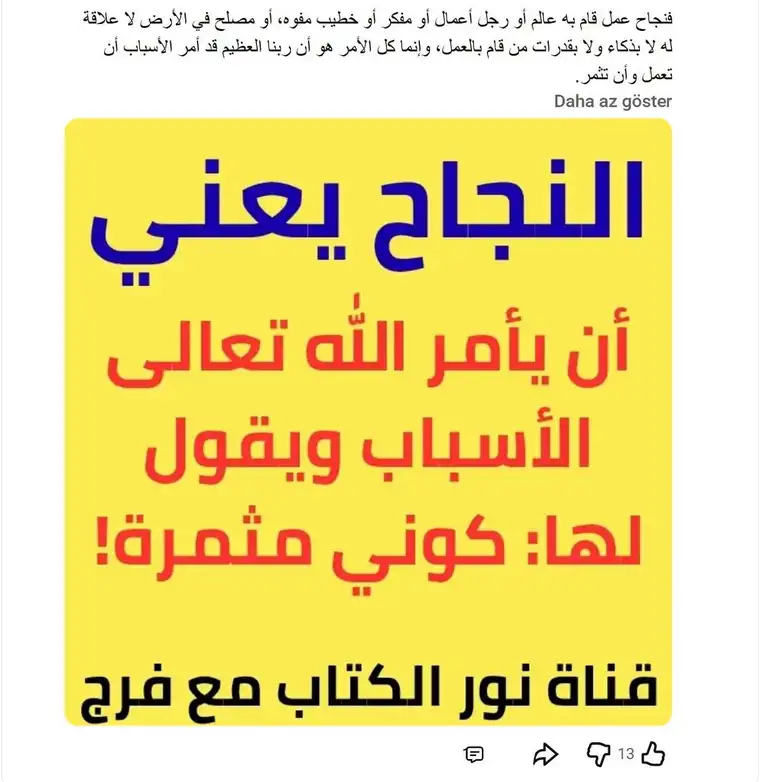 فنجاح عمل قام به عالم أو رجل أعمال أو مفكر أو خطيب مفوه، أو مصلح في الأرض لا علاقة
له لا بذكاء ولا بقدرات من قام بالعمل، وإنما كل الأمر هو أن ربنا العظيم قد أمر الأسباب أن
تعمل وأن تثمر.
Daha az göster
النجاح يعني
أن يأمر الله تعالى
الأسباب ويقول
لها: كوني مثمرة!
قناة نور الكتاب مع فرج
13